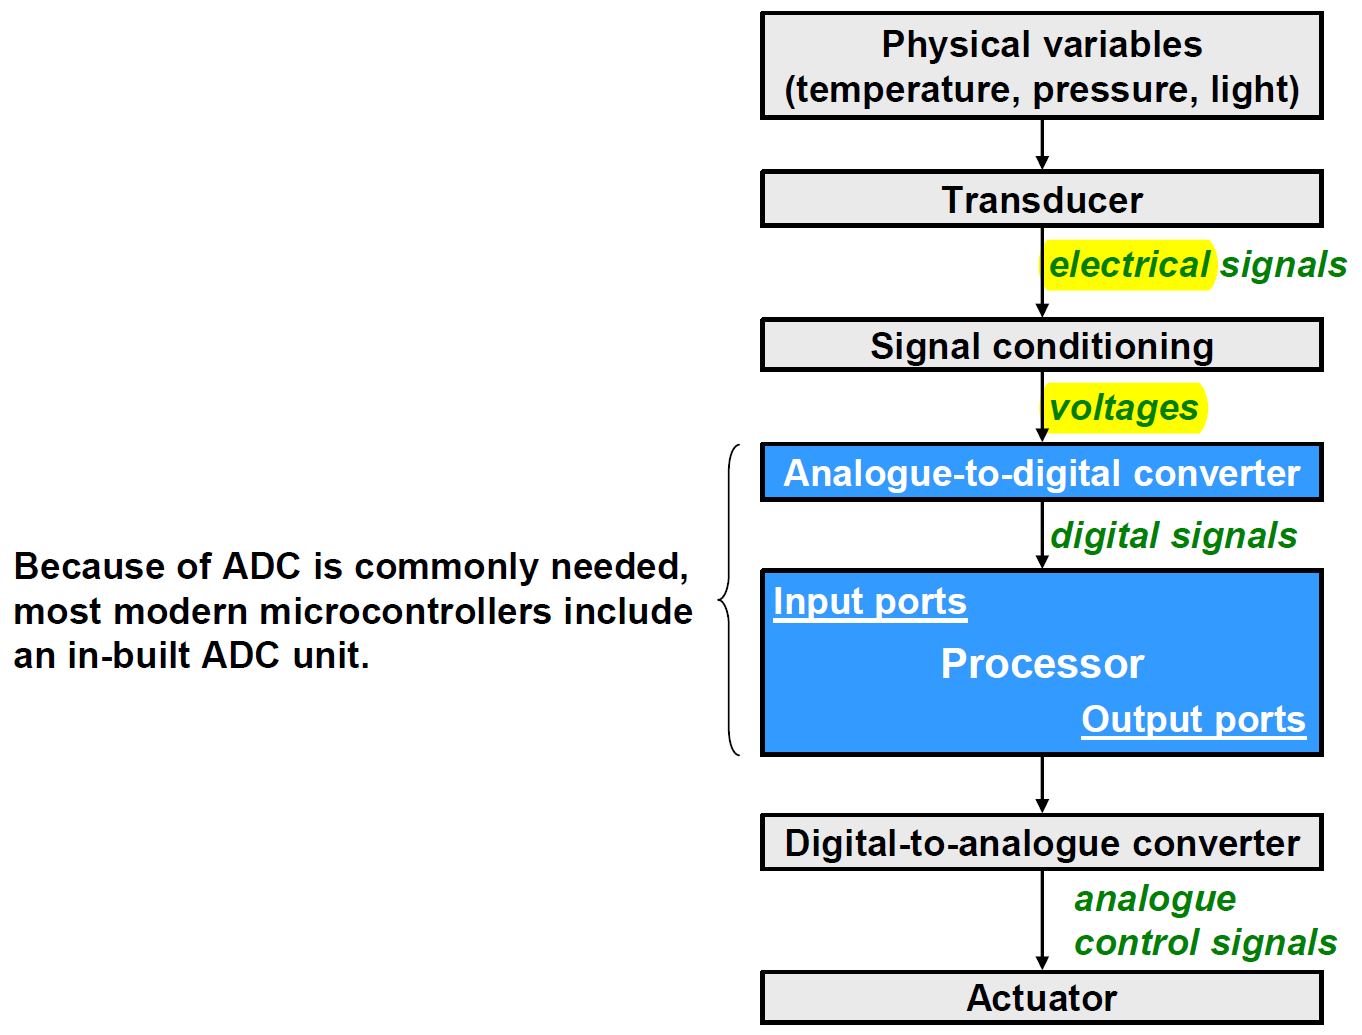 Physical variables
(temperature, pressure, light)
Transducer
electrical signals
Signal conditioning
voltages
Analogue-to-digital converter
digital signals
Because of ADC is commonly needed,
most modern microcontrollers include
an in-built ADC unit.
Input ports
Processor
Output ports
Digital-to-analogue converter
analogue
control signals
Actuator